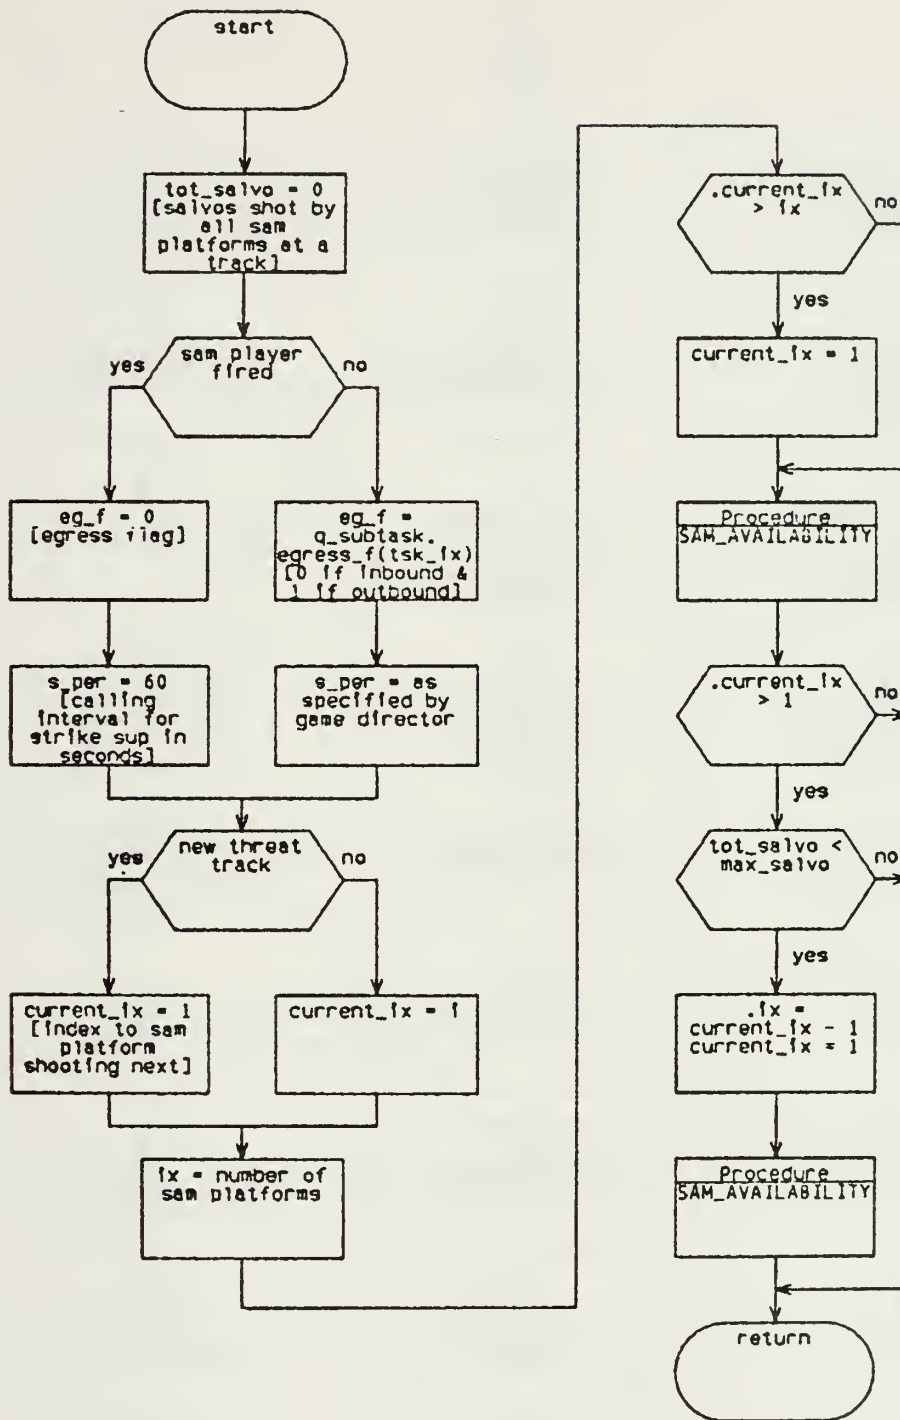 start
tot_salvo = 0
[salvos shot by
all sam
platforms at a
track]
sam player
fired
yes
no
eg_f = 0
[egress flag]
eg_f =
q_subtask.
egress_f(tsk_ix)
[0 if inbound &
1 if outbound]
s_per = 60
[calling
interval for
strike sup in
seconds]
s_per = as
specified by
game director
new threat
track
yes
no
current_ix = 1
[index to sam
platform
shooting next]
current_ix = i
ix = number of
sam platforms
.current_ix
> ix
no
yes
current_ix = 1
Procedure
SAM_AVAILABILITY
.current_ix
> 1
no
yes
tot_salvo <
max_salvo
no
yes
.ix =
current_ix - 1
current_ix = 1
Procedure
SAM_AVAILABILITY
return